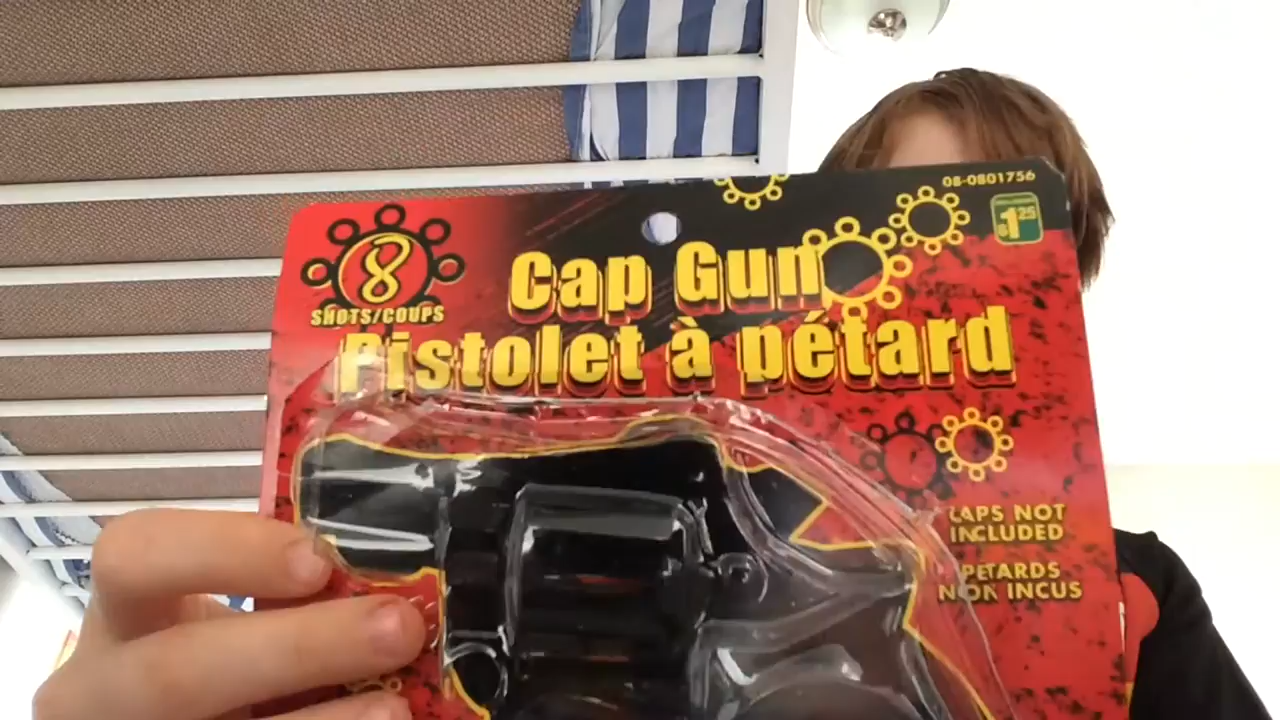 08-0801756
$1.25
8
SHOTS/COUPS
Cap Gun
Pistolet à pétard
CAPS NOT
INCLUDED
PETARDS
NON INCUS